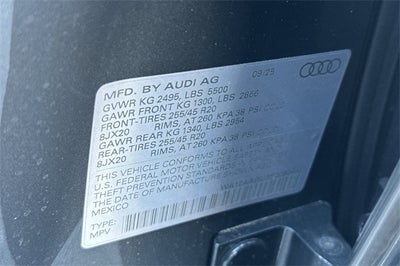 MFD. BY AUDI AG 09/25
GVWR KG 2495, LBS 5500
GAWR FRONT KG 1300, LBS 2866
FRONT-TIRES 255/45 R20
8JX20 RIMS, AT 260 KPA 38 PSI
GAWR REAR KG 1340, LBS 2954
REAR-TIRES 255/45 R20
8JX20 RIMS, AT 260 KPA 38 PSI
THIS VEHICLE CONFORMS
U.S. FEDERAL MOTOR VEHICLE
THEFT PREVENTION STANDARDS
THE DATE OF MANUFACTURE
MEXICO
TYPE:
MPV